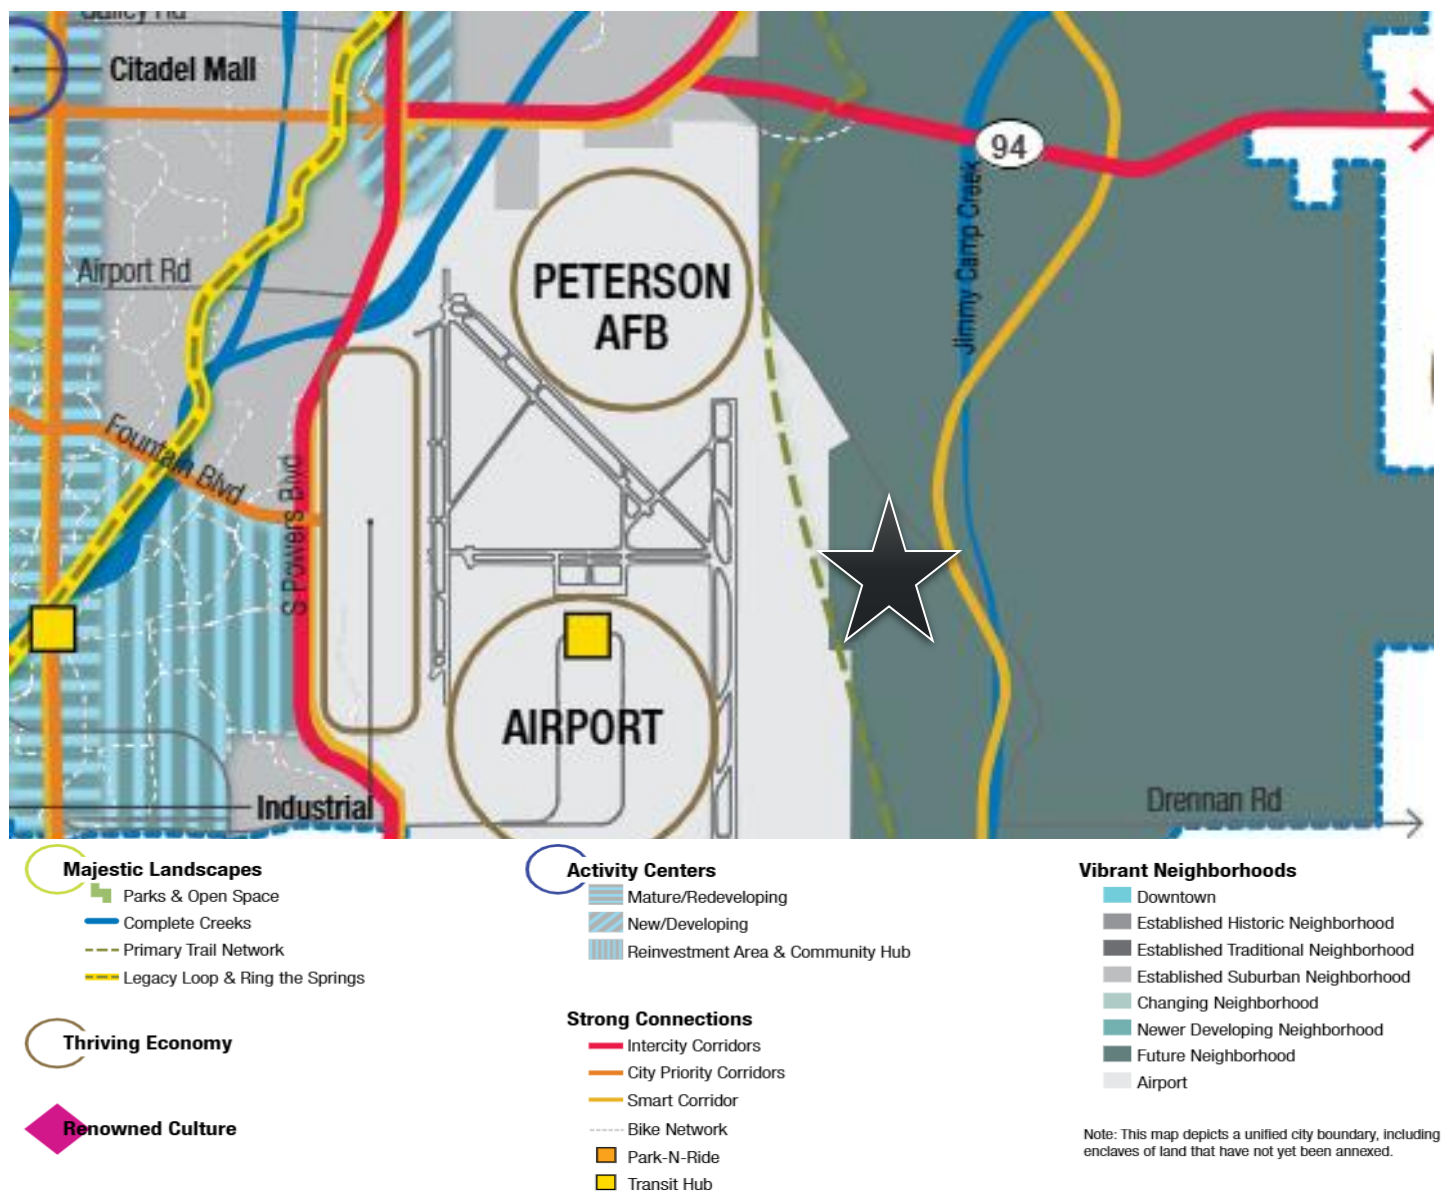 Galley Rd
Citadel Mall
94
Jimmy Camp Creek
Airport Rd
PETERSON
AFB
Fountain Blvd
S Powers Blvd
AIRPORT
Industrial
Drennan Rd
Majestic Landscapes
Parks & Open Space
Complete Creeks
Primary Trail Network
Legacy Loop & Ring the Springs
Thriving Economy
Renowned Culture
Activity Centers
Mature/Redeveloping
New/Developing
Reinvestment Area & Community Hub
Strong Connections
Intercity Corridors
City Priority Corridors
Smart Corridor
Bike Network
Park-N-Ride
Transit Hub
Vibrant Neighborhoods
Downtown
Established Historic Neighborhood
Established Traditional Neighborhood
Established Suburban Neighborhood
Changing Neighborhood
Newer Developing Neighborhood
Future Neighborhood
Airport
Note: This map depicts a unified city boundary, including
enclaves of land that have not yet been annexed.